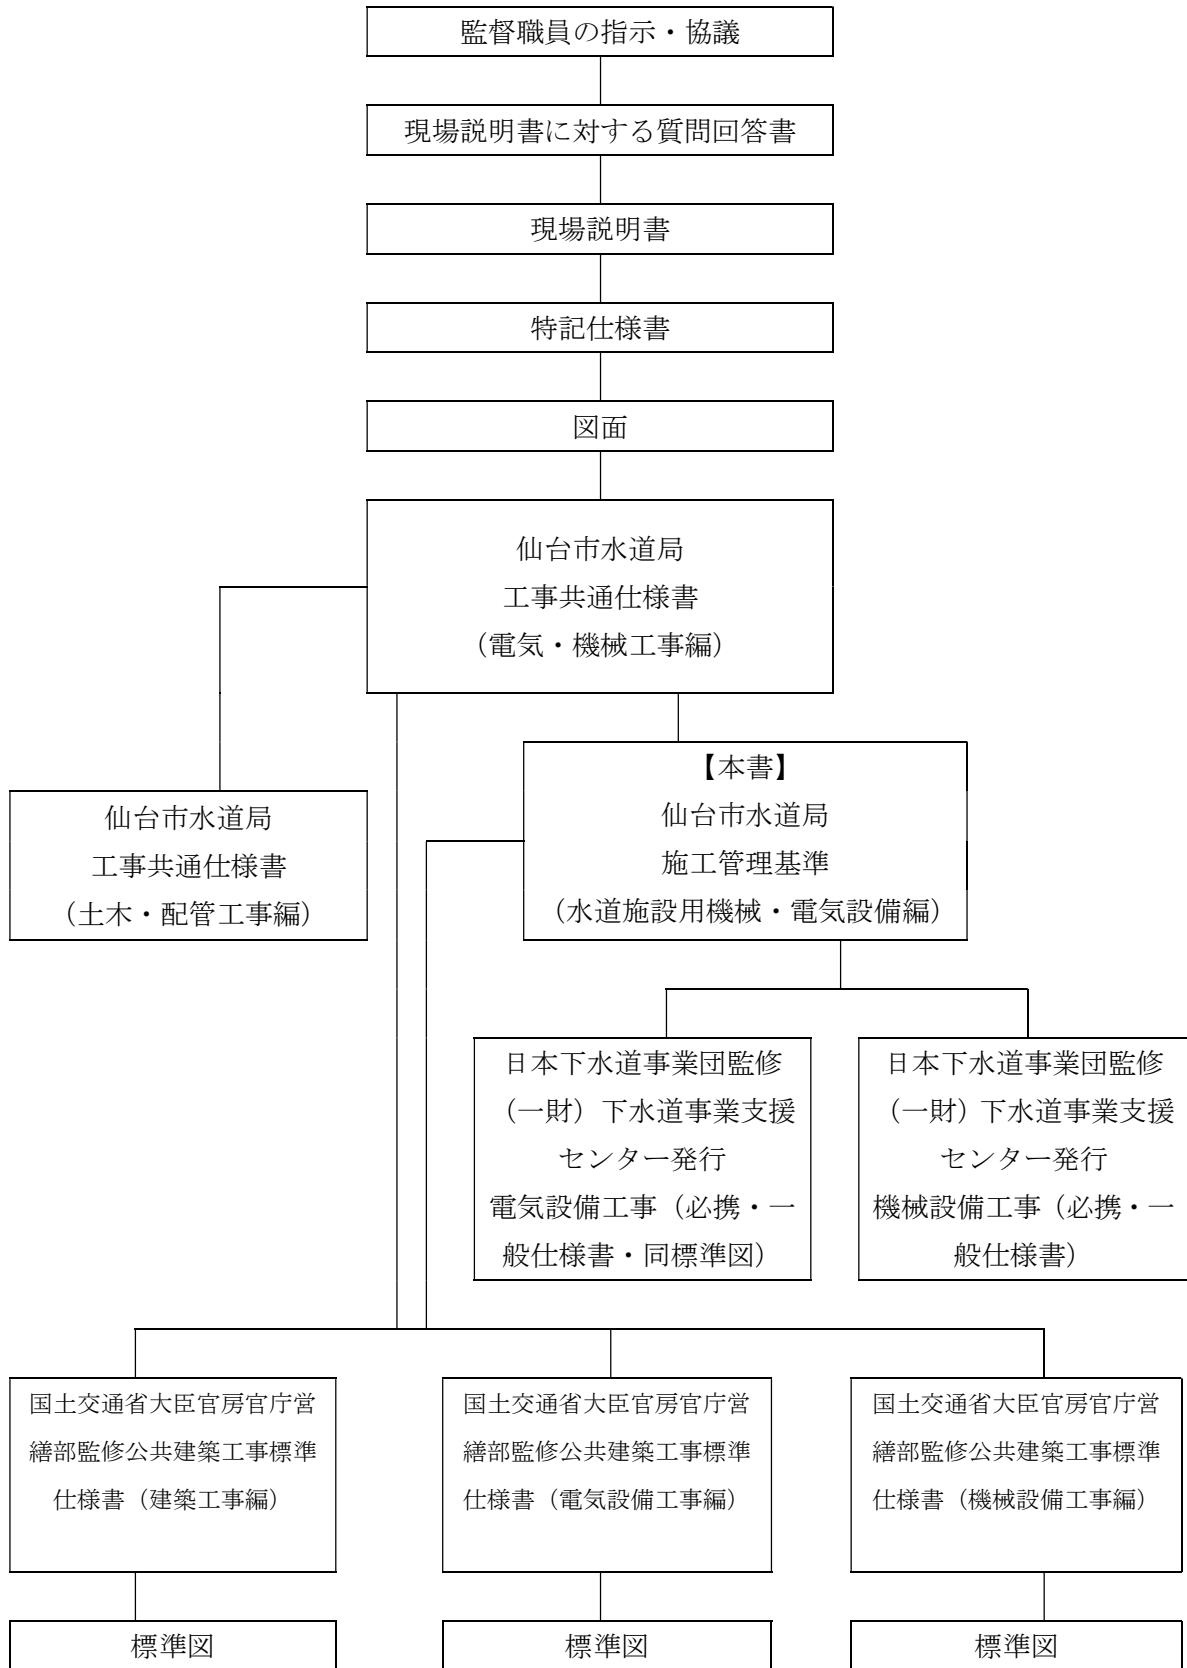 監督職員の指示・協議
現場説明書に対する質問回答書
現場説明書
特記仕様書
図面
仙台市水道局
工事共通仕様書
（電気・機械工事編）
仙台市水道局
工事共通仕様書
（土木・配管工事編）
【本書】
仙台市水道局
施工管理基準
（水道施設用機械・電気設備編）
日本下水道事業団監修
（一財）下水道事業支援
センター発行
電気設備工事（必携・一
般仕様書・同標準図）
日本下水道事業団監修
（一財）下水道事業支援
センター発行
機械設備工事（必携・一
般仕様書）
国土交通省大臣官房官庁営
繕部監修公共建築工事標準
仕様書（建築工事編）
国土交通省大臣官房官庁営
繕部監修公共建築工事標準
仕様書（電気設備工事編）
国土交通省大臣官房官庁営
繕部監修公共建築工事標準
仕様書（機械設備工事編）
標準図
標準図
標準図